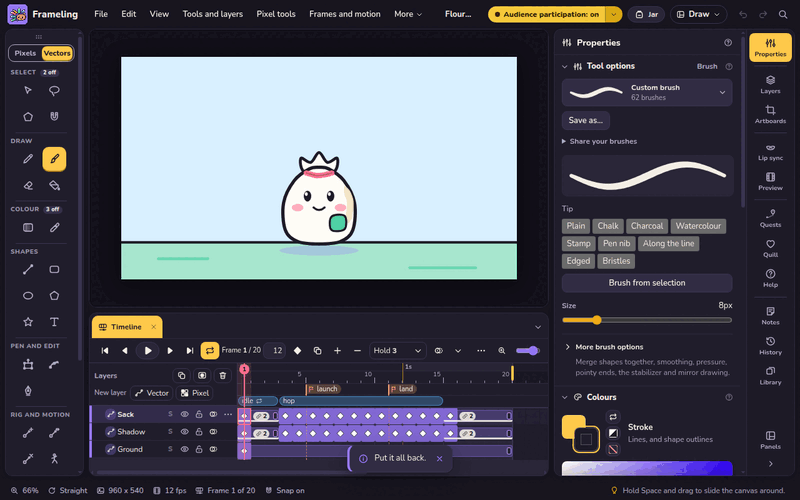 Frameling File Edit View Tools and layers Pixel tools Frames and motion More Flour... Audience participation: on Jar Draw
Pixels Vectors
SELECT 2 off
DRAW
COLOUR 3 off
SHAPES
T
PEN AND EDIT
RIG AND MOTION
Properties
Tool options Brush
Custom brush
62 brushes
Save as...
Share your brushes
Tip
Plain Chalk Charcoal Watercolour
Stamp Pen nib Along the line
Edged Bristles
Brush from selection
Size 8px
More brush options
Merge shapes together, smoothing, pressure,
pointy ends, the stabilizer and mirror drawing.
Colours
Stroke
Lines, and shape outlines
Properties
Layers
Artboards
Lip sync
Preview
Quests
Quill
Help
Notes
History
Library
Panels
Timeline
Frame 1 / 20 12 Hold 3
1s
Layers 1 5 10 15 20
launch land
New layer Vector Pixel
idle hop
Sack S 2 2
Shadow S 2 2
Ground S
Put it all back.
66% Straight 960 x 540 12 fps Frame 1 of 20 Snap on Hold Space and drag to slide the canvas around.